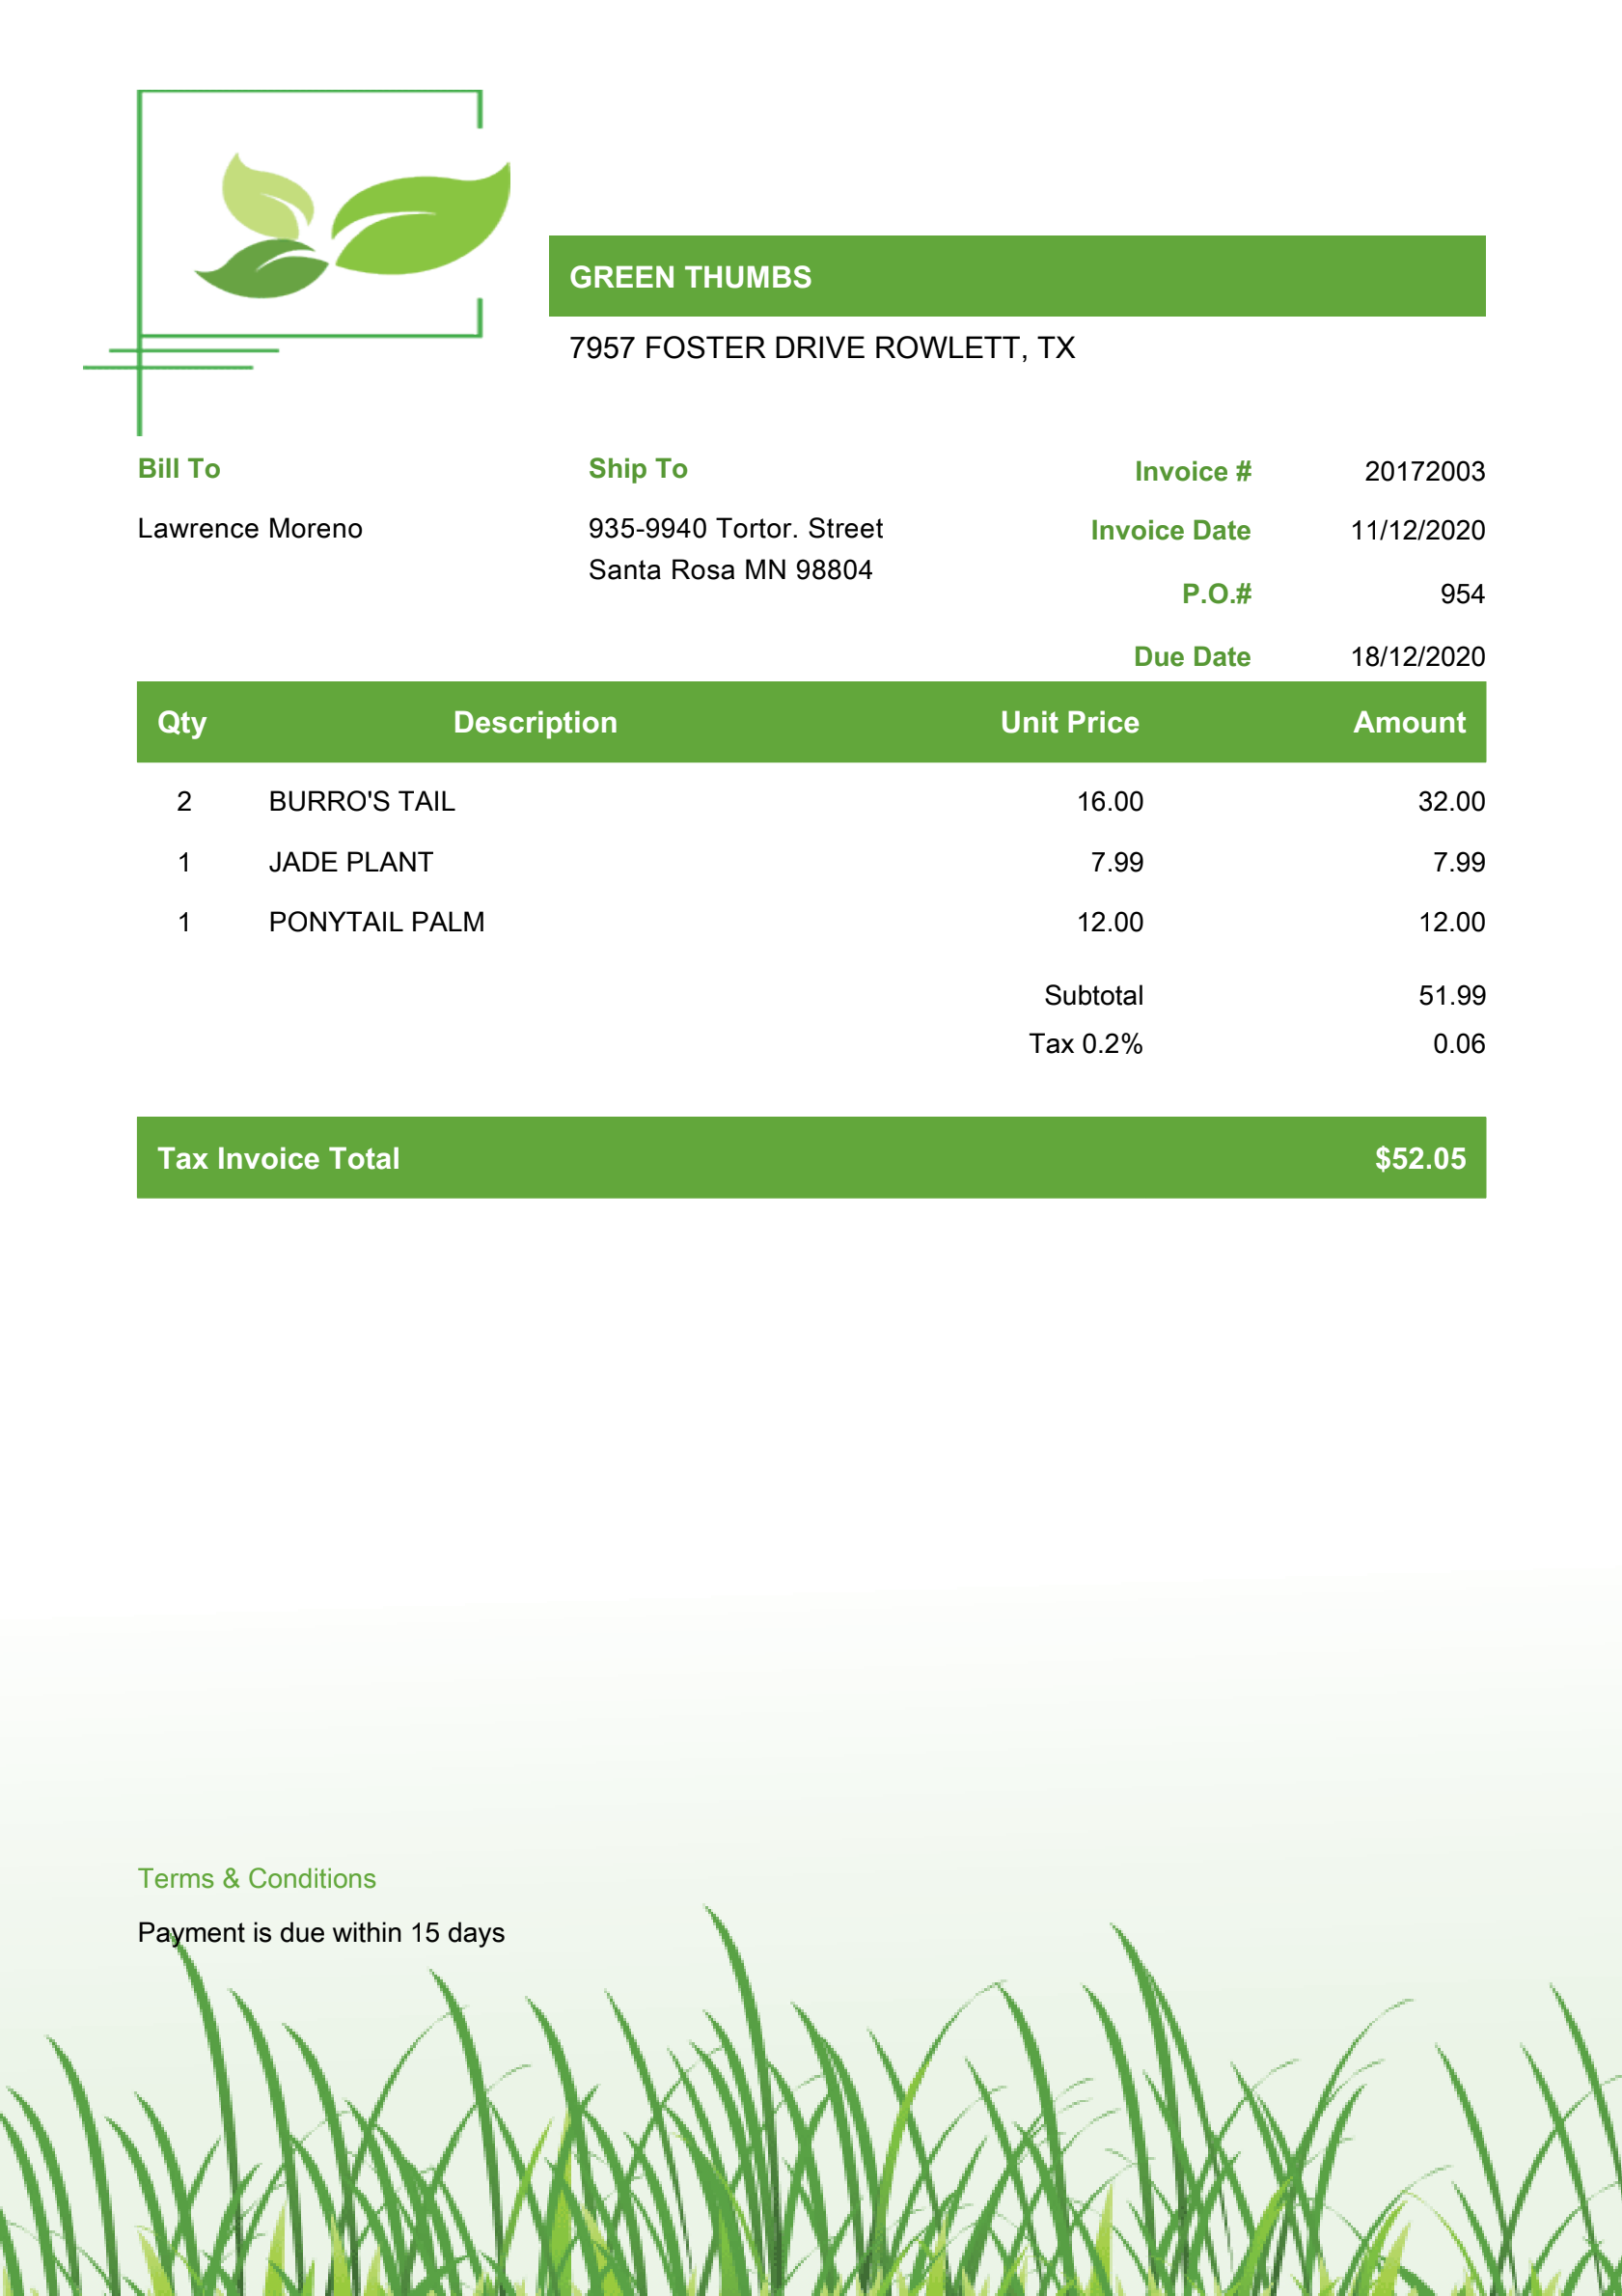 GREEN THUMBS
7957 FOSTER DRIVE ROWLETT, TX
Bill To
Lawrence Moreno
Ship To
935-9940 Tortor. Street
Santa Rosa MN 98804
Invoice # 20172003
Invoice Date 11/12/2020
P.O.# 954
Due Date 18/12/2020
Qty Description Unit Price Amount
2 BURRO'S TAIL 16.00 32.00
1 JADE PLANT 7.99 7.99
1 PONYTAIL PALM 12.00 12.00
Subtotal 51.99
Tax 0.2% 0.06
Tax Invoice Total $52.05
Terms & Conditions
Payment is due within 15 days